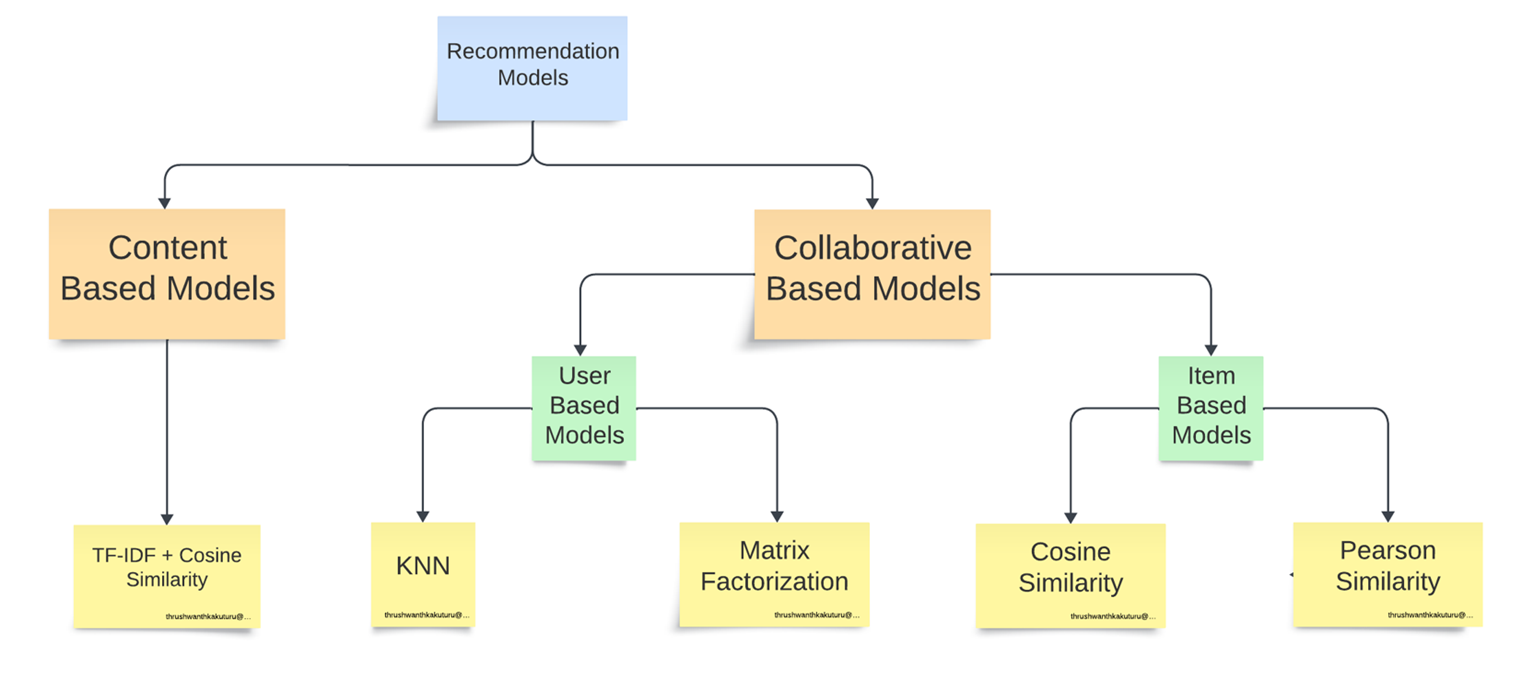 Recommendation
Models
Content
Based Models
Collaborative
Based Models
User
Based
Models
Item
Based
Models
TF-IDF + Cosine
Similarity
thrushwanthkakuturu@...
KNN
thrushwanthkakuturu@...
Matrix
Factorization
thrushwanthkakuturu@...
Cosine
Similarity
thrushwanthkakuturu@...
Pearson
Similarity
thrushwanthkakuturu@...